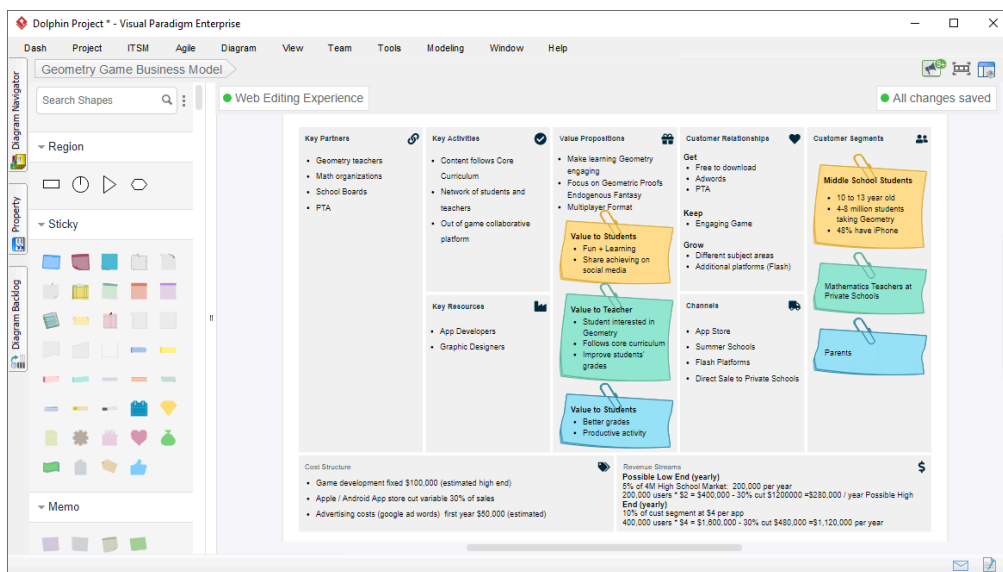 Dolphin Project * - Visual Paradigm Enterprise
Dash Project ITSM Agile Diagram View Team Tools Modeling Window Help
Geometry Game Business Model
9+
Diagram Navigator
Property
Diagram Backlog
Search Shapes
Region
Sticky
Memo
Web Editing Experience
All changes saved
Key Partners
Geometry teachers
Math organizations
School Boards
PTA
Key Activities
Content follows Core
Curriculum
Network of students and
teachers
Out of game collaborative
platform
Key Resources
App Developers
Graphic Designers
Value Propositions
Make learning Geometry
engaging
Focus on Geometric Proofs
Endogenous Fantasy
Multiplayer Format
Value to Students
Fun + Learning
Share achieving on
social media
Value to Teacher
Student interested in
Geometry
Follows core curriculum
Improve students'
grades
Value to Students
Better grades
Productive activity
Customer Relationships
Get
Free to download
Adwords
PTA
Keep
Engaging Game
Grow
Different subject areas
Additional platforms (Flash)
Channels
App Store
Summer Schools
Flash Platforms
Direct Sale to Private Schools
Customer Segments
Middle School Students
10 to 13 year old
4-8 million students
taking Geometry
48% have iPhone
Mathematics Teachers at
Private Schools
Parents
Cost Structure
Game development fixed $100,000 (estimated high end)
Apple / Android App store cut variable 30% of sales
Advertising costs (google ad words) first year $50,000 (estimated)
Revenue Streams
Possible Low End (yearly)
5% of 4M High School Market: 200,000 per year
200,000 users * $2 = $400,000 - 30% cut $1200000 =$280,000 / year Possible High
End (yearly)
10% of cust segment at $4 per app
400,000 users * $4 = $1,600,000 - 30% cut $480,000 =$1,120,000 per year